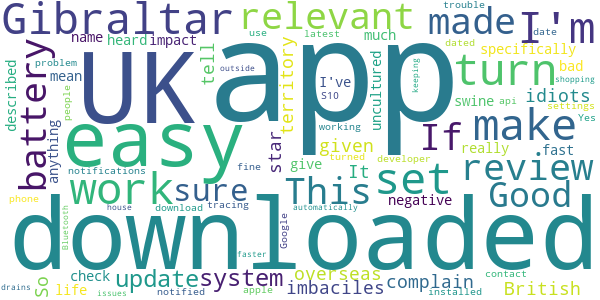 Gibraltar
relevant
made
I'm
name
heard
impact
much
trouble
use
latest
date
dated
specifically
battery
problem
mean
UK
app
tell
territory
I've
S10
outside
keeping
bad
shopping
turn
described
anything
people
easy
star
If
uncultured
swine
api
idiots
settings
Yes
make
working
given
really
fast
notifications
fine
It
This
give
set
review
phone
work
sure
turned
developer
negative
Good
downloaded
Bluetooth
house
download
tracing
Google
automatically
So
check
update
system
overseas
complain
contact
British
life
notified
faster
imbaciles
installed
drains
issues
apple